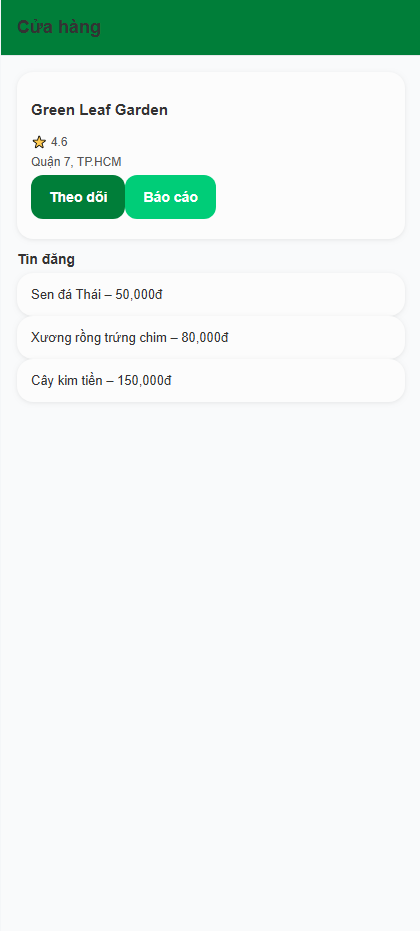 Cửa hàng
Green Leaf Garden
⭐ 4.6
Quận 7, TP.HCM
Theo dõi Báo cáo
Tin đăng
Sen đá Thái – 50,000đ
Xương rồng trứng chim – 80,000đ
Cây kim tiền – 150,000đ